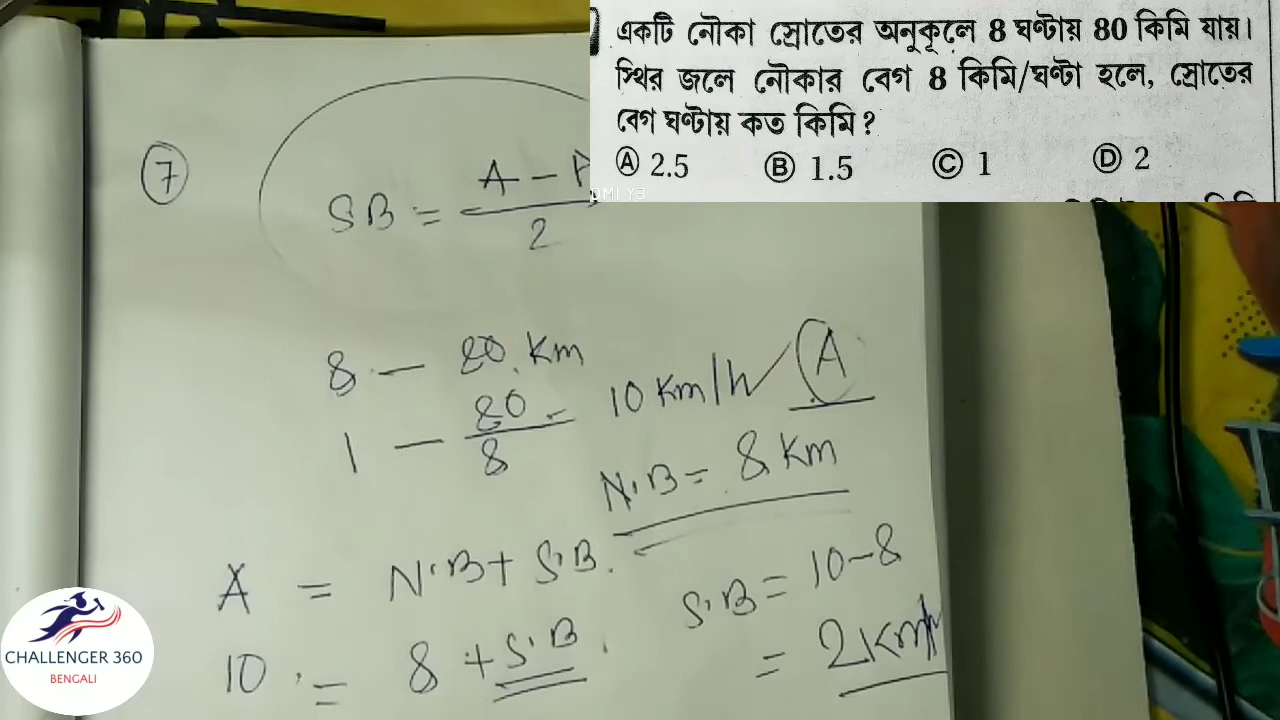 একটি নৌকা স্রোতের অনুকূলে 8 ঘণ্টায় 80 কিমি যায়।
স্থির জলে নৌকার বেগ 8 কিমি/ঘণ্টা হলে, স্রোতের
বেগ ঘণ্টায় কত কিমি?
Ⓐ 2.5 Ⓑ 1.5 Ⓒ 1 Ⓓ 2
⑦
SB = A - P
2
8 - 80 Km
1 - 80/8 = 10 Km/h A
N.B = 8 Km
A = N.B + S.B.
10 = 8 + S.B
S.B = 10 - 8
= 2 Km/h
CHALLENGER 360
BENGALI